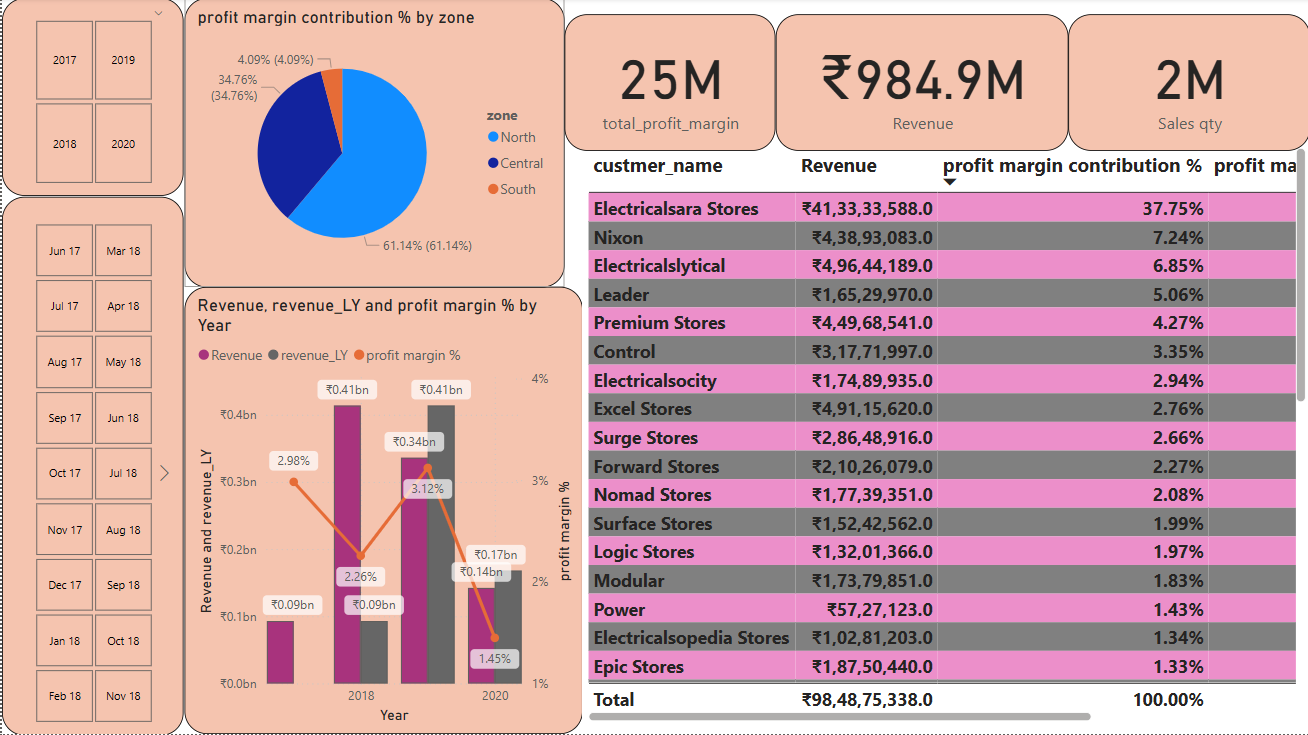 2017 2019
2018 2020
Jun 17 Mar 18
Jul 17 Apr 18
Aug 17 May 18
Sep 17 Jun 18
Oct 17 Jul 18
Nov 17 Aug 18
Dec 17 Sep 18
Jan 18 Oct 18
Feb 18 Nov 18
profit margin contribution % by zone
4.09% (4.09%)
34.76%
(34.76%)
61.14% (61.14%)
zone
North
Central
South
Revenue, revenue_LY and profit margin % by
Year
Revenue revenue_LY profit margin %
Revenue and revenue_LY
₹0.4bn
₹0.3bn
₹0.2bn
₹0.1bn
₹0.0bn
₹0.41bn ₹0.41bn
₹0.34bn
2.98%
3.12%
₹0.17bn
₹0.14bn
2.26%
₹0.09bn ₹0.09bn
1.45%
4%
3%
2%
1%
profit margin %
2018 2020
Year
25M
total_profit_margin
₹984.9M
Revenue
2M
Sales qty
custmer_name Revenue profit margin contribution % profit ma
Electricalsara Stores ₹41,33,33,588.0 37.75%
Nixon ₹4,38,93,083.0 7.24%
Electricalslytical ₹4,96,44,189.0 6.85%
Leader ₹1,65,29,970.0 5.06%
Premium Stores ₹4,49,68,541.0 4.27%
Control ₹3,17,71,997.0 3.35%
Electricalsocity ₹1,74,89,935.0 2.94%
Excel Stores ₹4,91,15,620.0 2.76%
Surge Stores ₹2,86,48,916.0 2.66%
Forward Stores ₹2,10,26,079.0 2.27%
Nomad Stores ₹1,77,39,351.0 2.08%
Surface Stores ₹1,52,42,562.0 1.99%
Logic Stores ₹1,32,01,366.0 1.97%
Modular ₹1,73,79,851.0 1.83%
Power ₹57,27,123.0 1.43%
Electricalsopedia Stores ₹1,02,81,203.0 1.34%
Epic Stores ₹1,87,50,440.0 1.33%
Total ₹98,48,75,338.0 100.00%